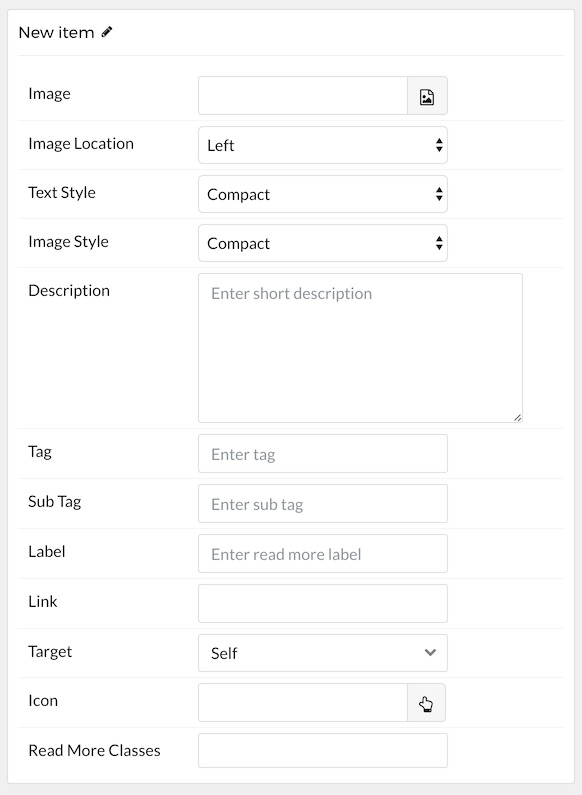 New item
Image
Image Location
Left
Text Style
Compact
Image Style
Compact
Description
Enter short description
Tag
Enter tag
Sub Tag
Enter sub tag
Label
Enter read more label
Link
Target
Self
Icon
Read More Classes